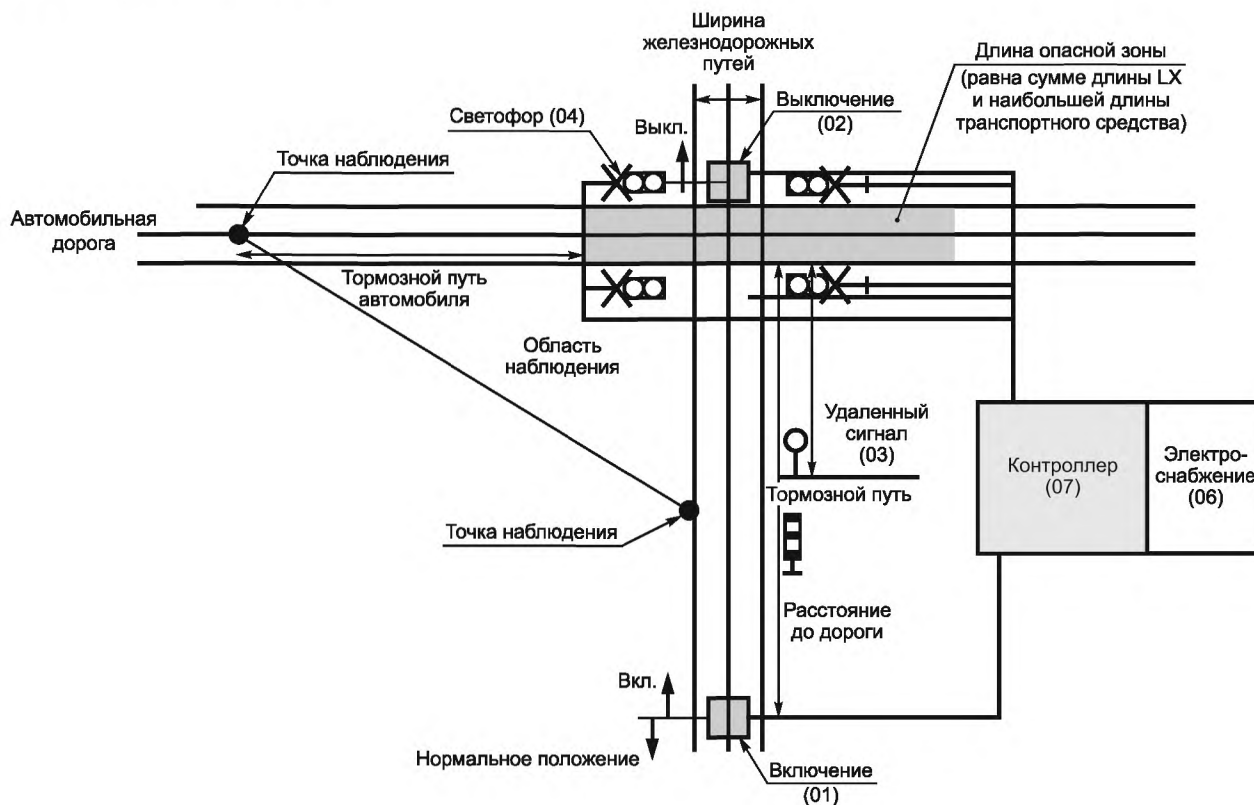 Ширина
железнодорожных
путей
Длина опасной зоны
(равна сумме длины LX
и наибольшей длины
транспортного средства)
Светофор (04)
Выкл.
Выключение
(02)
Точка наблюдения
Автомобильная
дорога
Тормозной путь
автомобиля
Область
наблюдения
Удаленный
сигнал
(03)
Контроллер
(07)
Электро-
снабжение
(06)
Тормозной путь
Точка наблюдения
Расстояние
до дороги
Вкл.
Нормальное положение
Включение
(01)